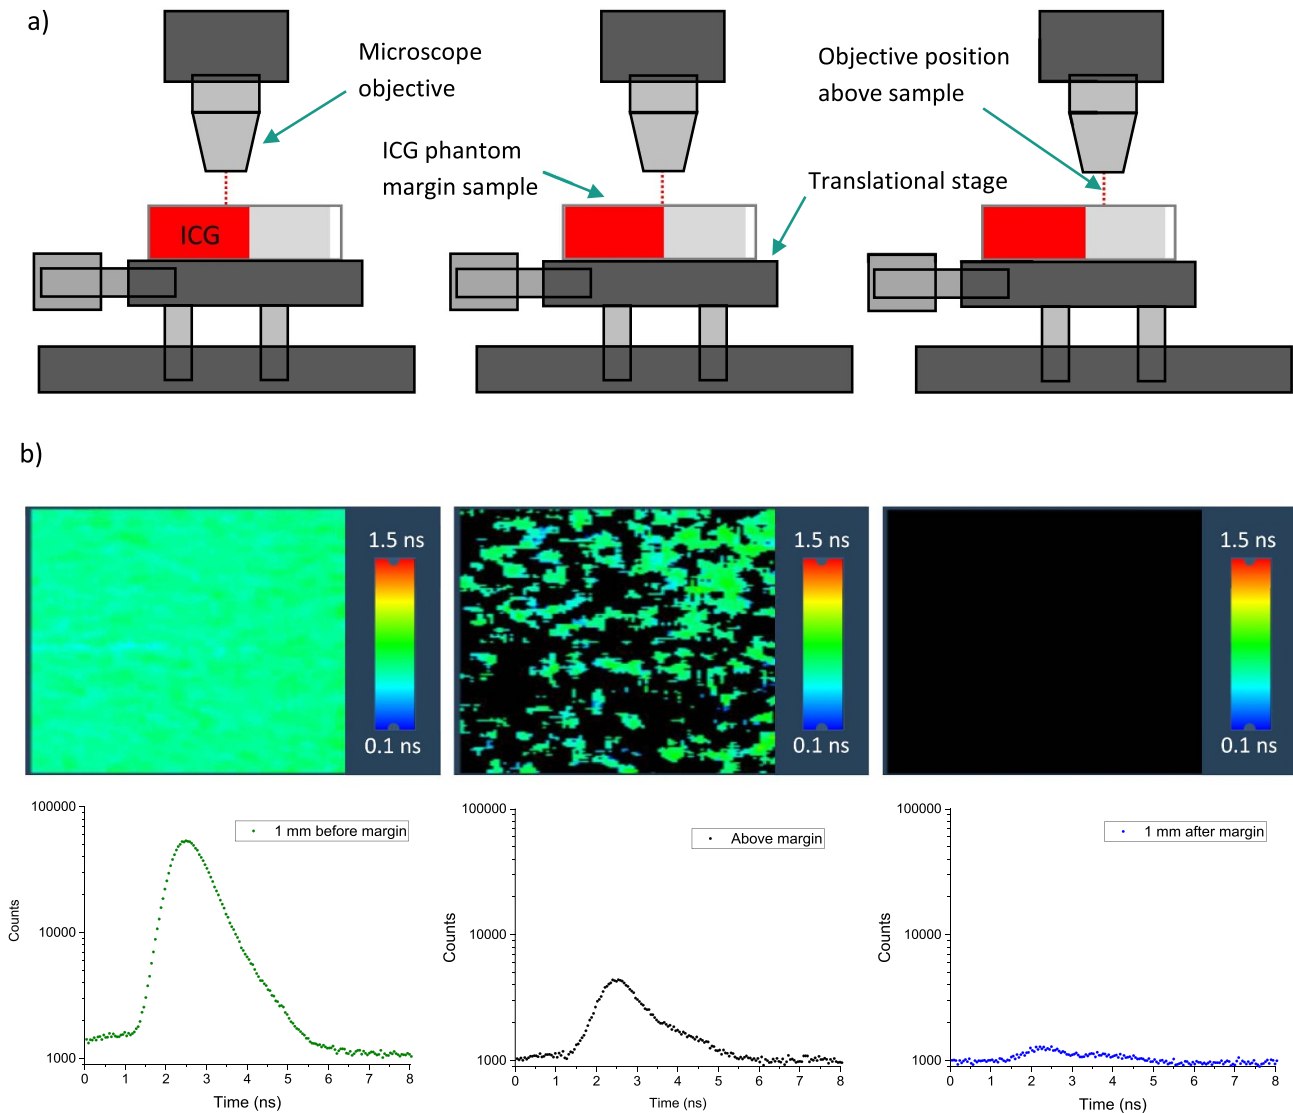 a)
Microscope
objective
ICG phantom
margin sample
Objective position
above sample
Translational stage
ICG
b)
1.5 ns
0.1 ns
1.5 ns
0.1 ns
1.5 ns
0.1 ns
100000
10000
1000
Counts
1 mm before margin
0 1 2 3 4 5 6 7 8
Time (ns)
100000
10000
1000
Counts
Above margin
0 1 2 3 4 5 6 7 8
Time (ns)
100000
10000
1000
Counts
1 mm after margin
0 1 2 3 4 5 6 7 8
Time (ns)